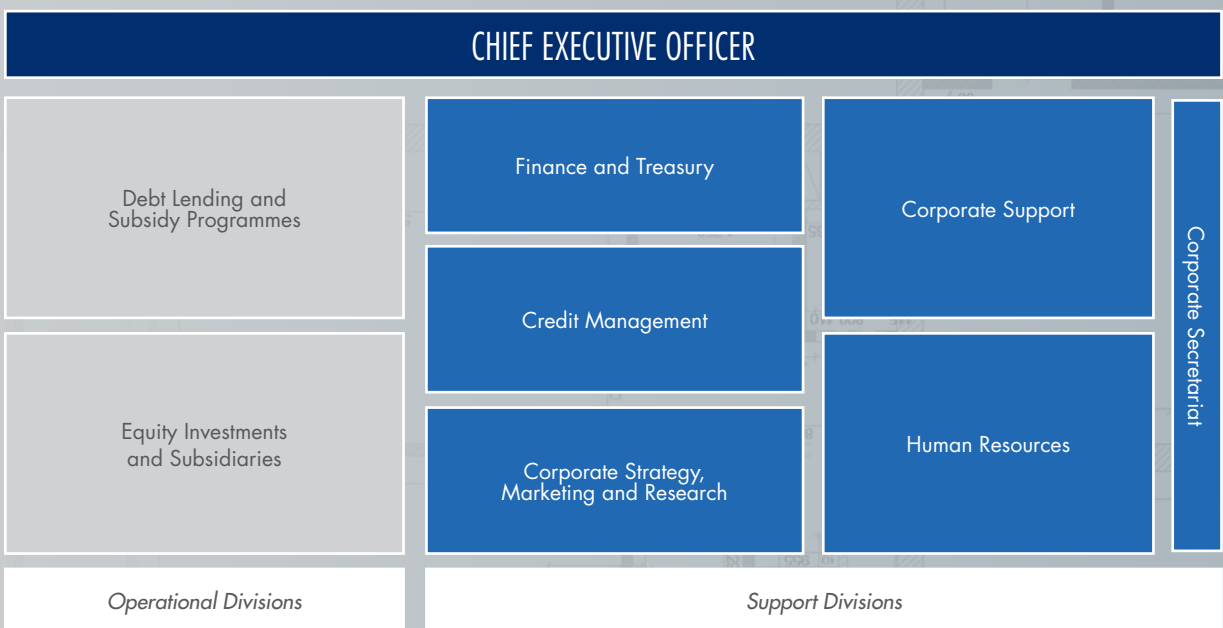 CHIEF EXECUTIVE OFFICER
Debt Lending and
Subsidy Programmes
Equity Investments
and Subsidiaries
Finance and Treasury
Credit Management
Corporate Strategy,
Marketing and Research
Corporate Support
Human Resources
Corporate Secretariat
Operational Divisions
Support Divisions